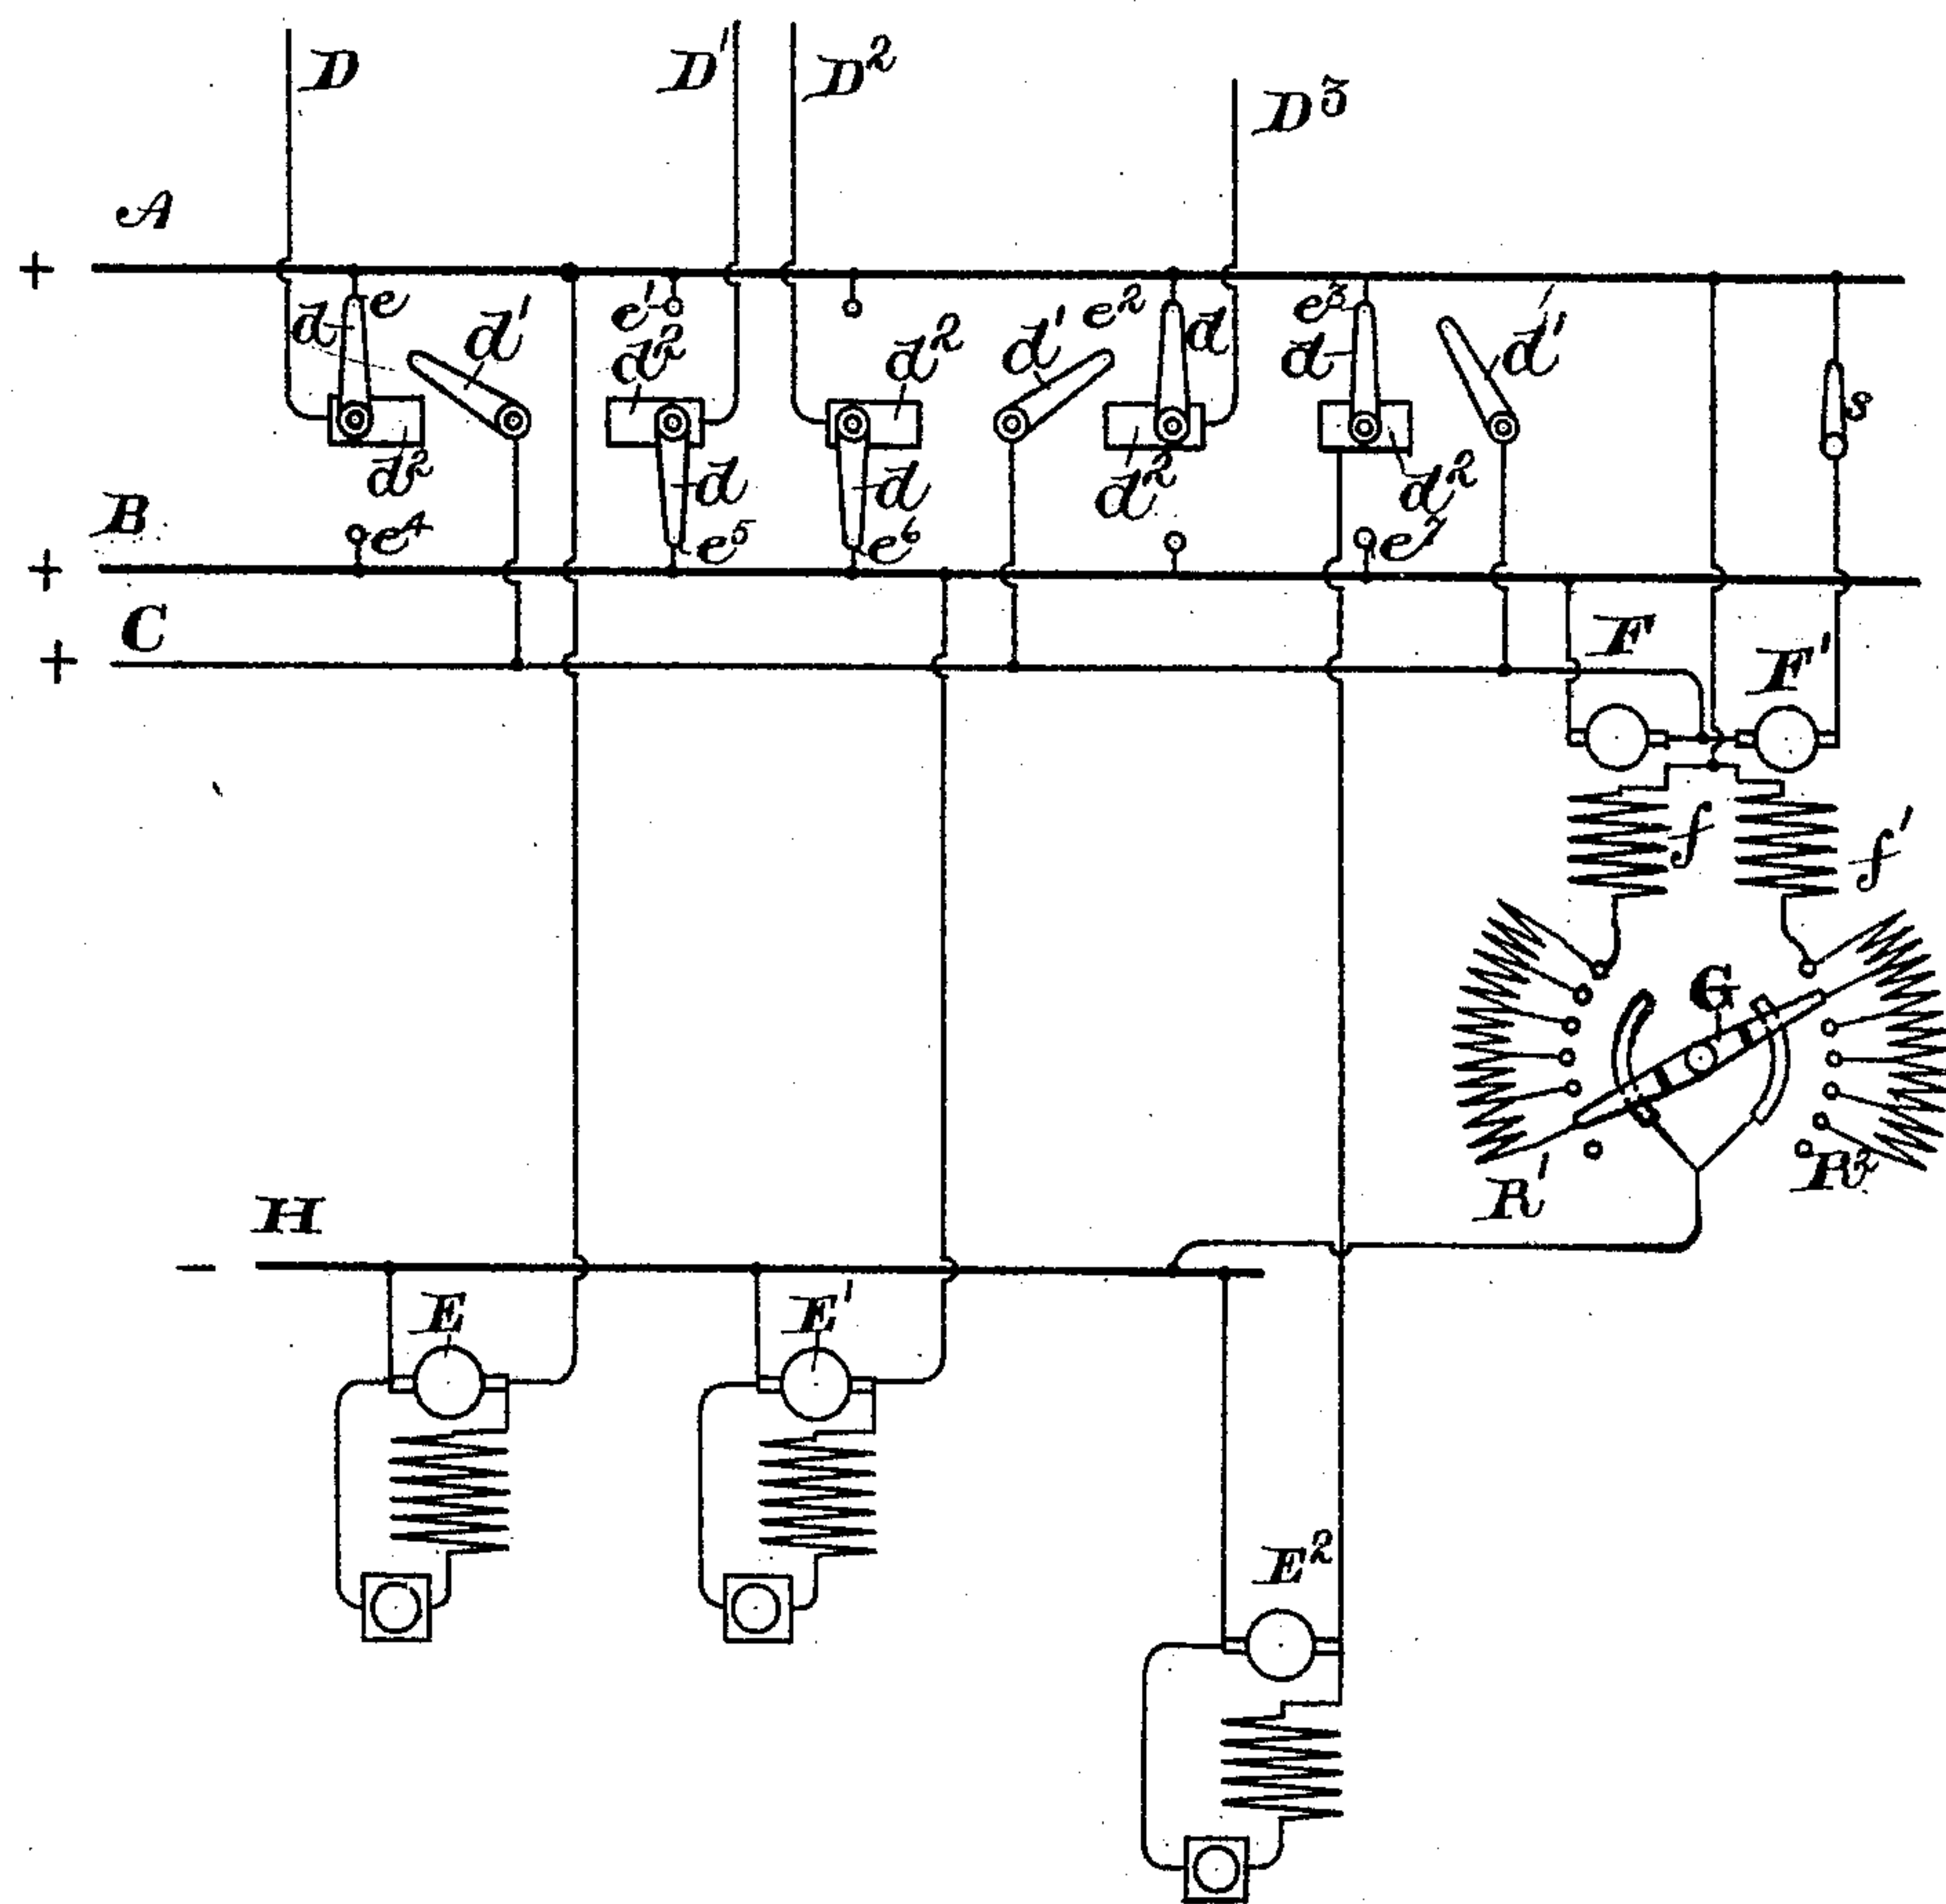 D D' D² D³
A
+
e e' e² e³
d d' d² d² d' d d d'
d² d d d² d²
B
e⁴ e⁵ e⁶ e⁷
+
C
+
F F'
f f'
G
R' R²
H
−
E E'
E²
s